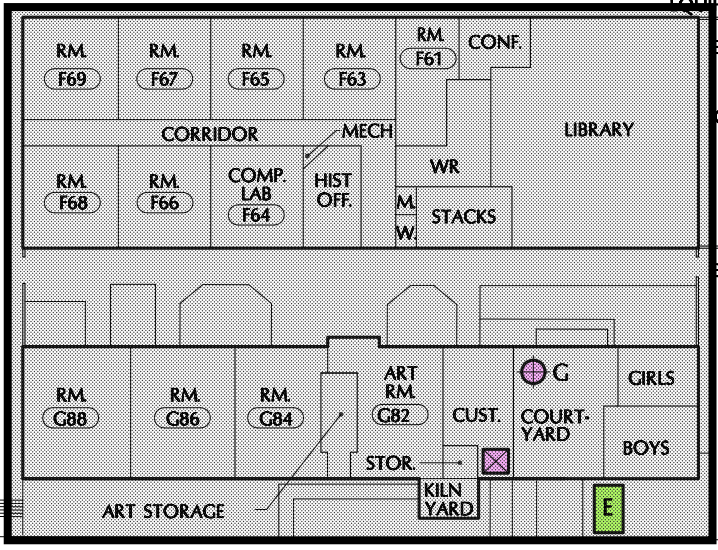 RM.
F69
RM.
F67
RM.
F65
RM.
F63
RM.
F61
CONF.
CORRIDOR
MECH
LIBRARY
RM.
F68
RM.
F66
COMP.
LAB
F64
HIST
OFF.
WR
M.
W.
STACKS
RM.
G88
RM.
G86
RM.
G84
ART
RM.
G82
CUST.
G
COURT-
YARD
GIRLS
BOYS
STOR.
KILN
YARD
ART STORAGE
E